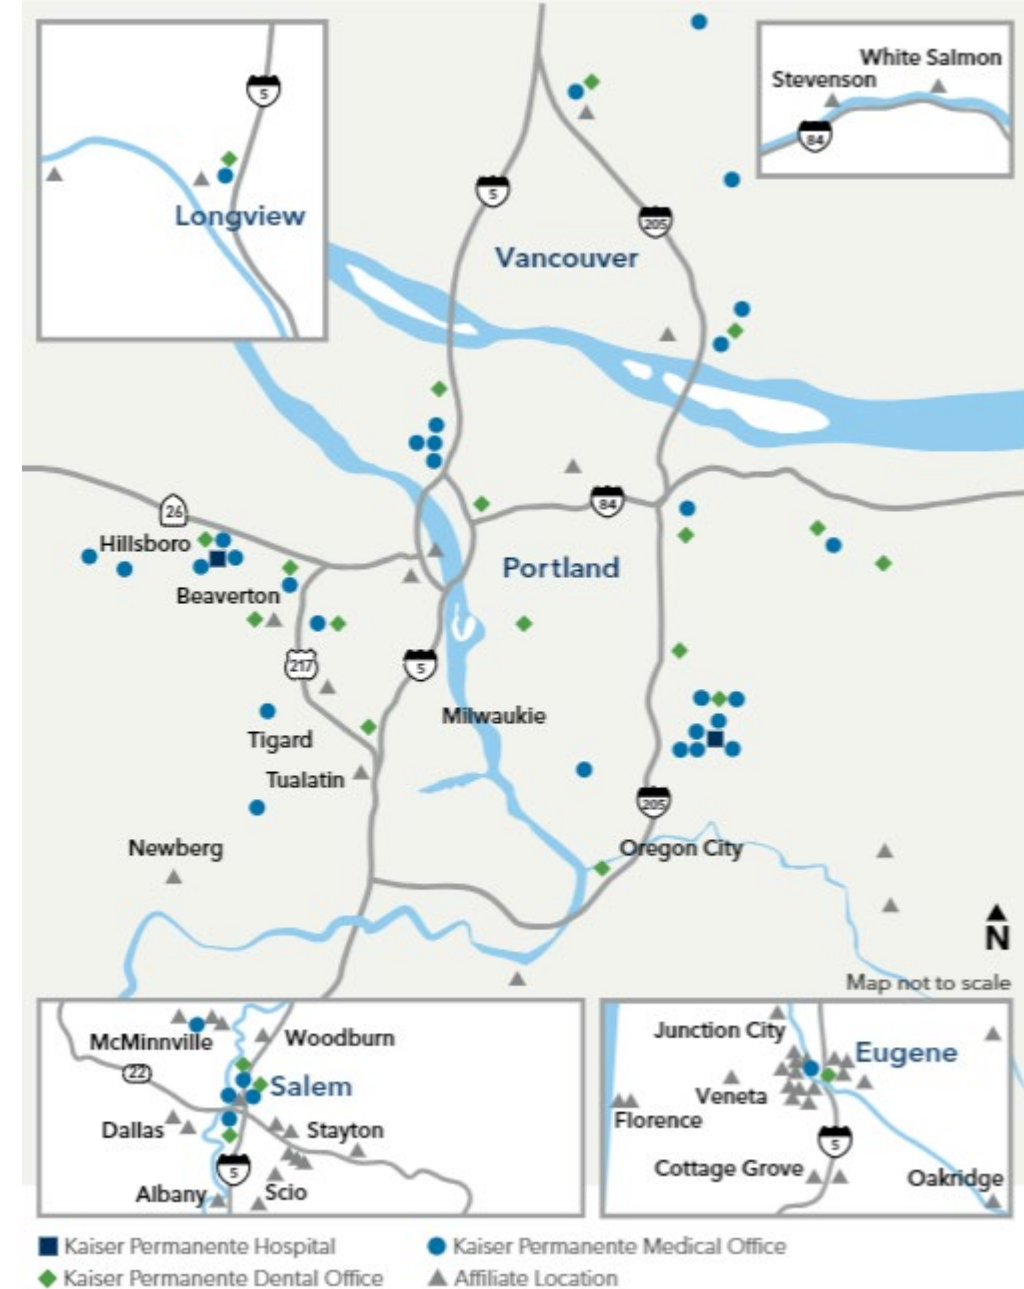 5
Longview
White Salmon
Stevenson
84
5
205
Vancouver
26
84
Hillsboro
Portland
Beaverton
217
5
Milwaukie
Tigard
Tualatin
205
Newberg
Oregon City
N
Map not to scale
McMinnville
Woodburn
22
Salem
Dallas
Stayton
5
Albany
Scio
Junction City
Eugene
Veneta
Florence
5
Cottage Grove
Oakridge
Kaiser Permanente Hospital
Kaiser Permanente Medical Office
Kaiser Permanente Dental Office
Affiliate Location